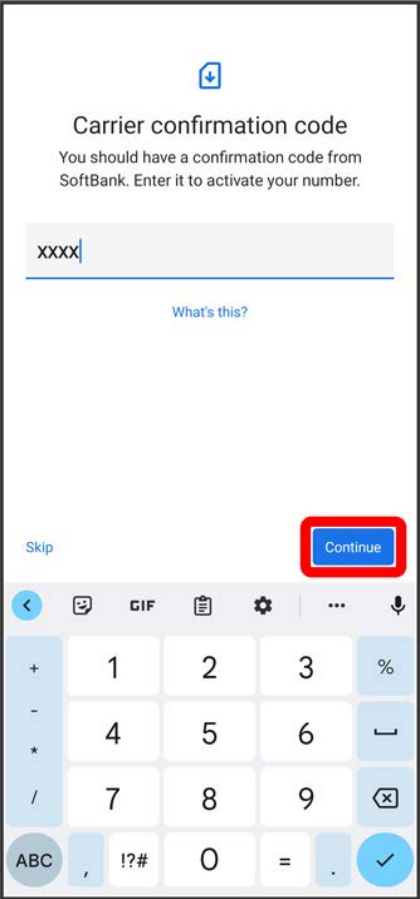 Carrier confirmation code
You should have a confirmation code from
SoftBank. Enter it to activate your number.
XXXX
What's this?
Skip
Continue
GIF
+ 1 2 3 %
-
4 5 6
*
/ 7 8 9
ABC , !?# 0 = .